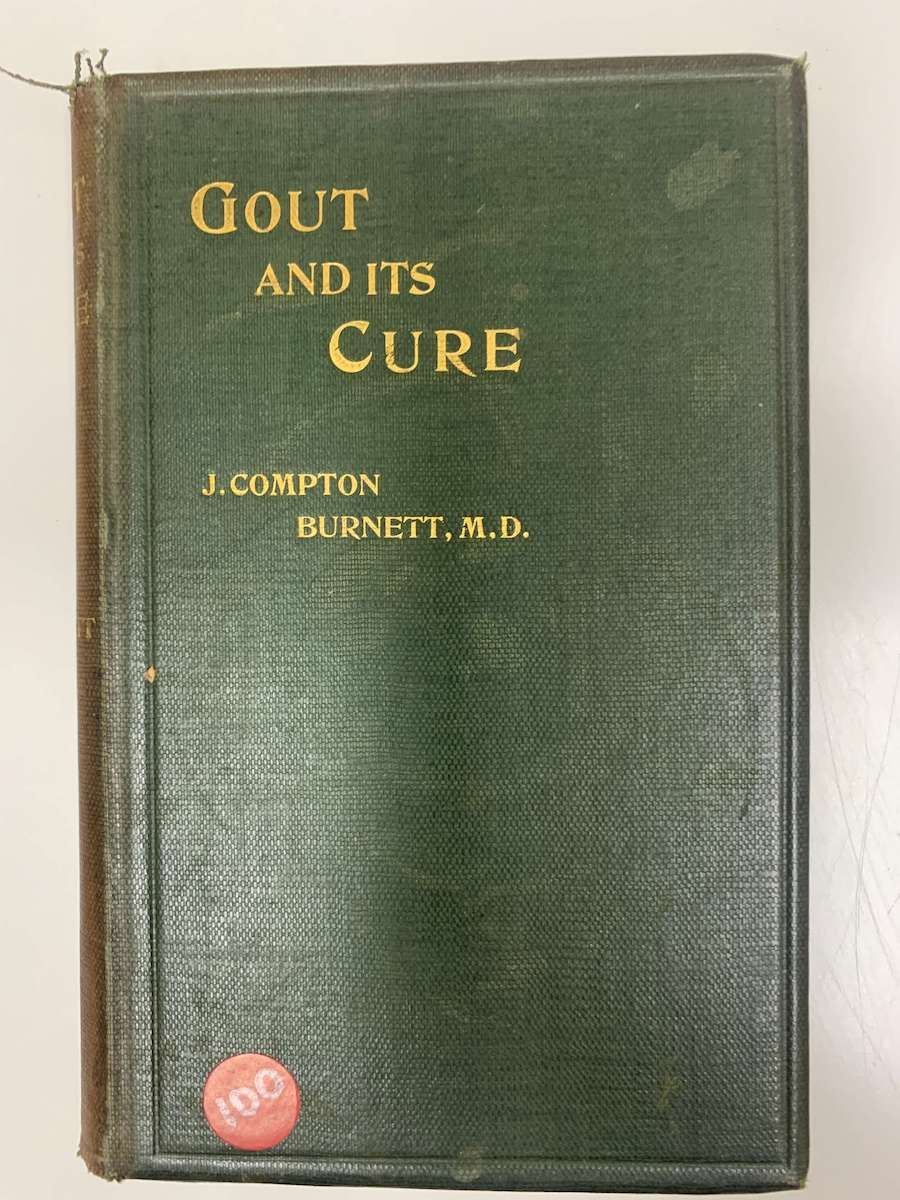 GOUT
AND ITS
CURE
J. COMPTON
BURNETT, M.D.
100